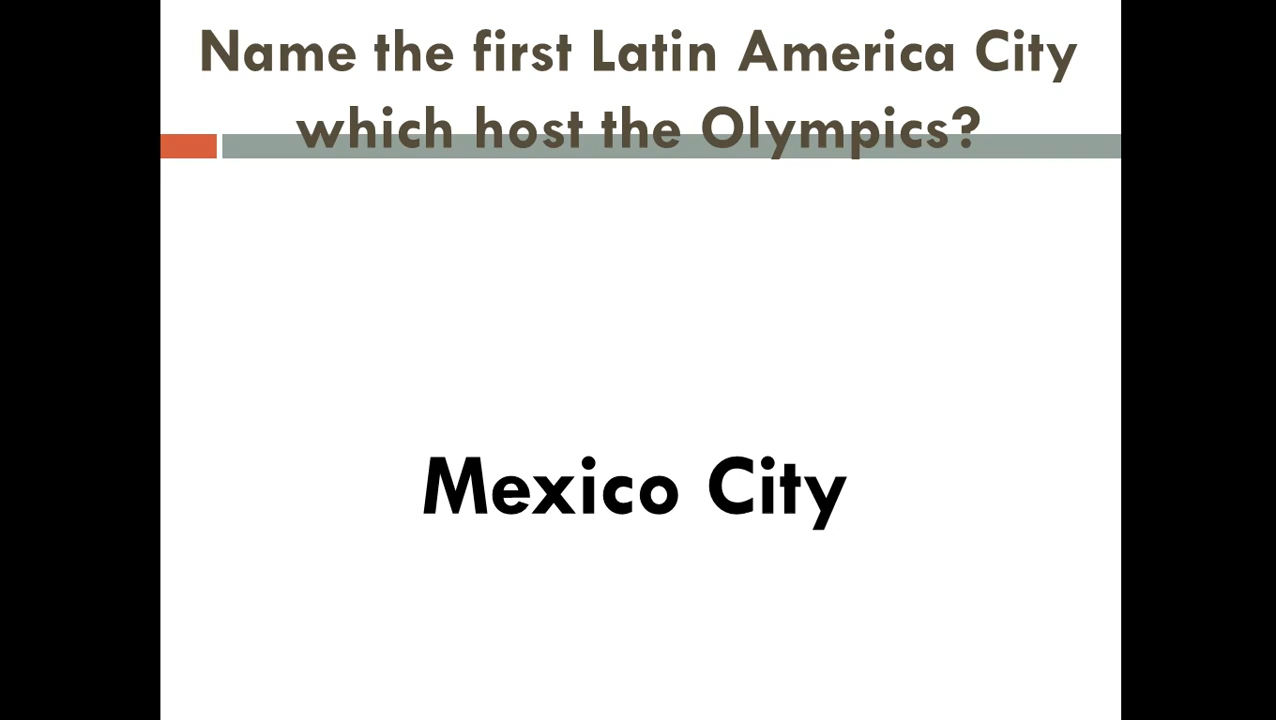 Name the first Latin America City
which host the Olympics?
Mexico City